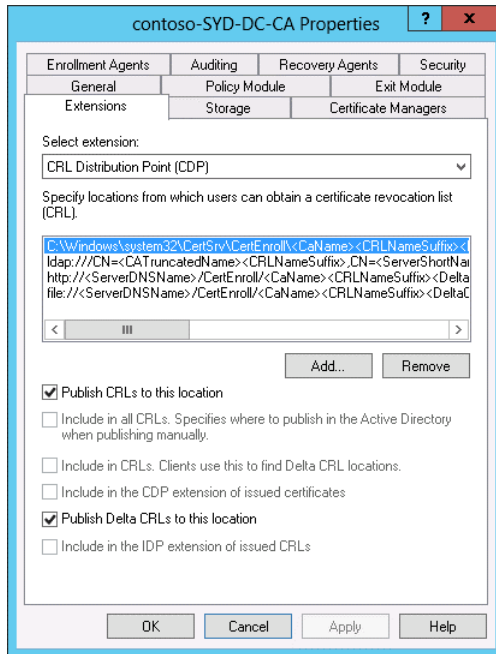 contoso-SYD-DC-CA Properties
?
x
Enrollment Agents
Auditing
Recovery Agents
Security
General
Policy Module
Exit Module
Extensions
Storage
Certificate Managers
Select extension:
CRL Distribution Point (CDP)
Specify locations from which users can obtain a certificate revocation list
(CRL).
C:\Windows\system32\CertSrv\CertEnroll\<CaName><CRLNameSuffix><
ldap:///CN=<CATruncatedName><CRLNameSuffix>,CN=<ServerShortNa
http://<ServerDNSName>/CertEnroll/<CaName><CRLNameSuffix><Delta
file://<ServerDNSName>/CertEnroll/<CaName><CRLNameSuffix><Delta
Add...
Remove
Publish CRLs to this location
Include in all CRLs. Specifies where to publish in the Active Directory
when publishing manually.
Include in CRLs. Clients use this to find Delta CRL locations.
Include in the CDP extension of issued certificates
Publish Delta CRLs to this location
Include in the IDP extension of issued CRLs
OK
Cancel
Apply
Help